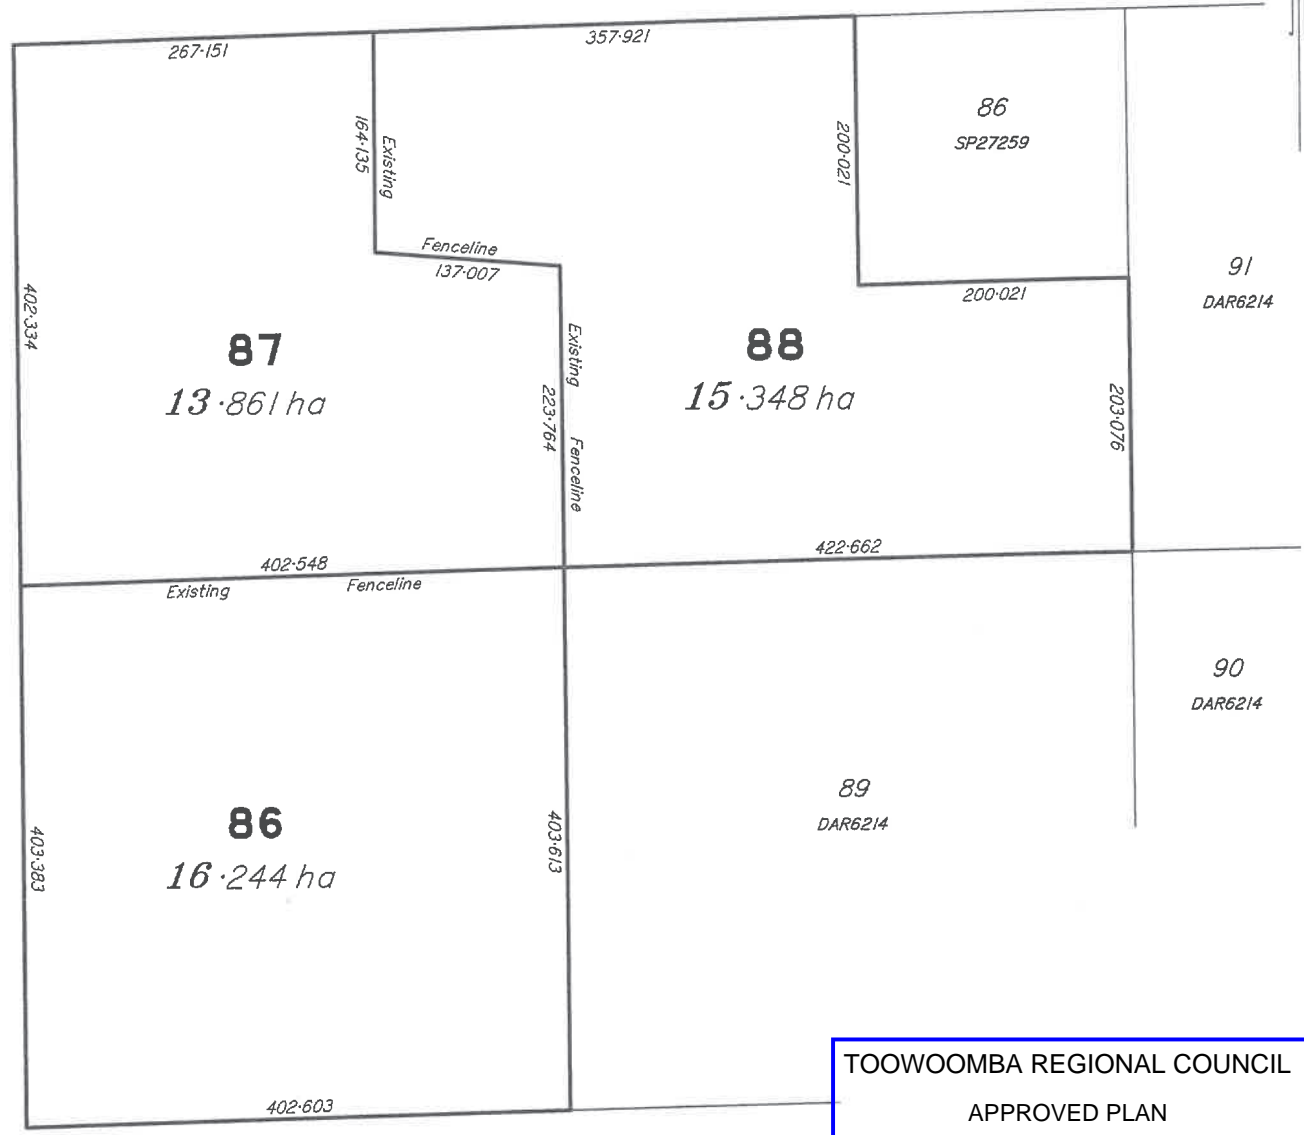 267·151
357·921
164·135
Existing
200·021
86
SP27259
Fenceline
137·007
91
DAR6214
200·021
402·334
87
13·861 ha
Existing
Fenceline
223·764
88
15·348 ha
203·076
402·548
422·662
Existing Fenceline
90
DAR6214
86
16·244 ha
403·383
403·613
89
DAR6214
402·603
TOOWOOMBA REGIONAL COUNCIL
APPROVED PLAN